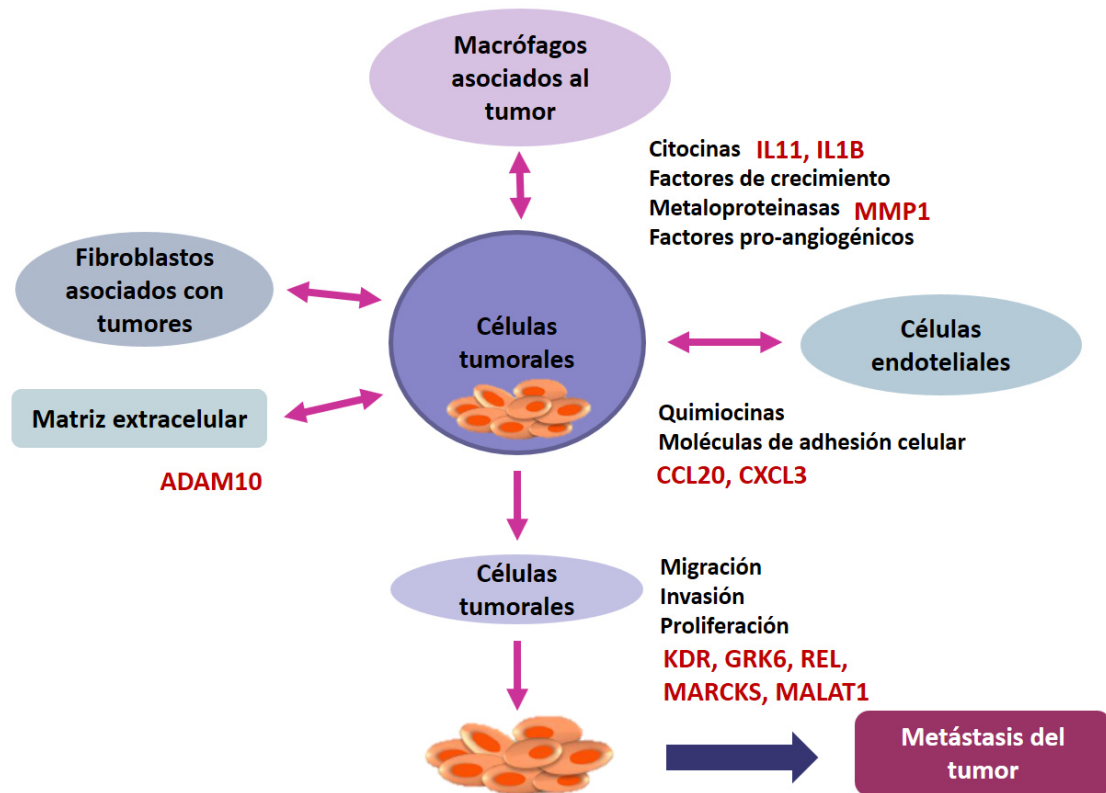 Macrófagos
asociados al
tumor
Citocinas IL11, IL1B
Factores de crecimiento
Metaloproteinasas MMP1
Factores pro-angiogénicos
Fibroblastos
asociados con
tumores
Células
tumorales
Células
endoteliales
Matriz extracelular
ADAM10
Quimiocinas
Moléculas de adhesión celular
CCL20, CXCL3
Células
tumorales
Migración
Invasión
Proliferación
KDR, GRK6, REL,
MARCKS, MALAT1
Metástasis del
tumor